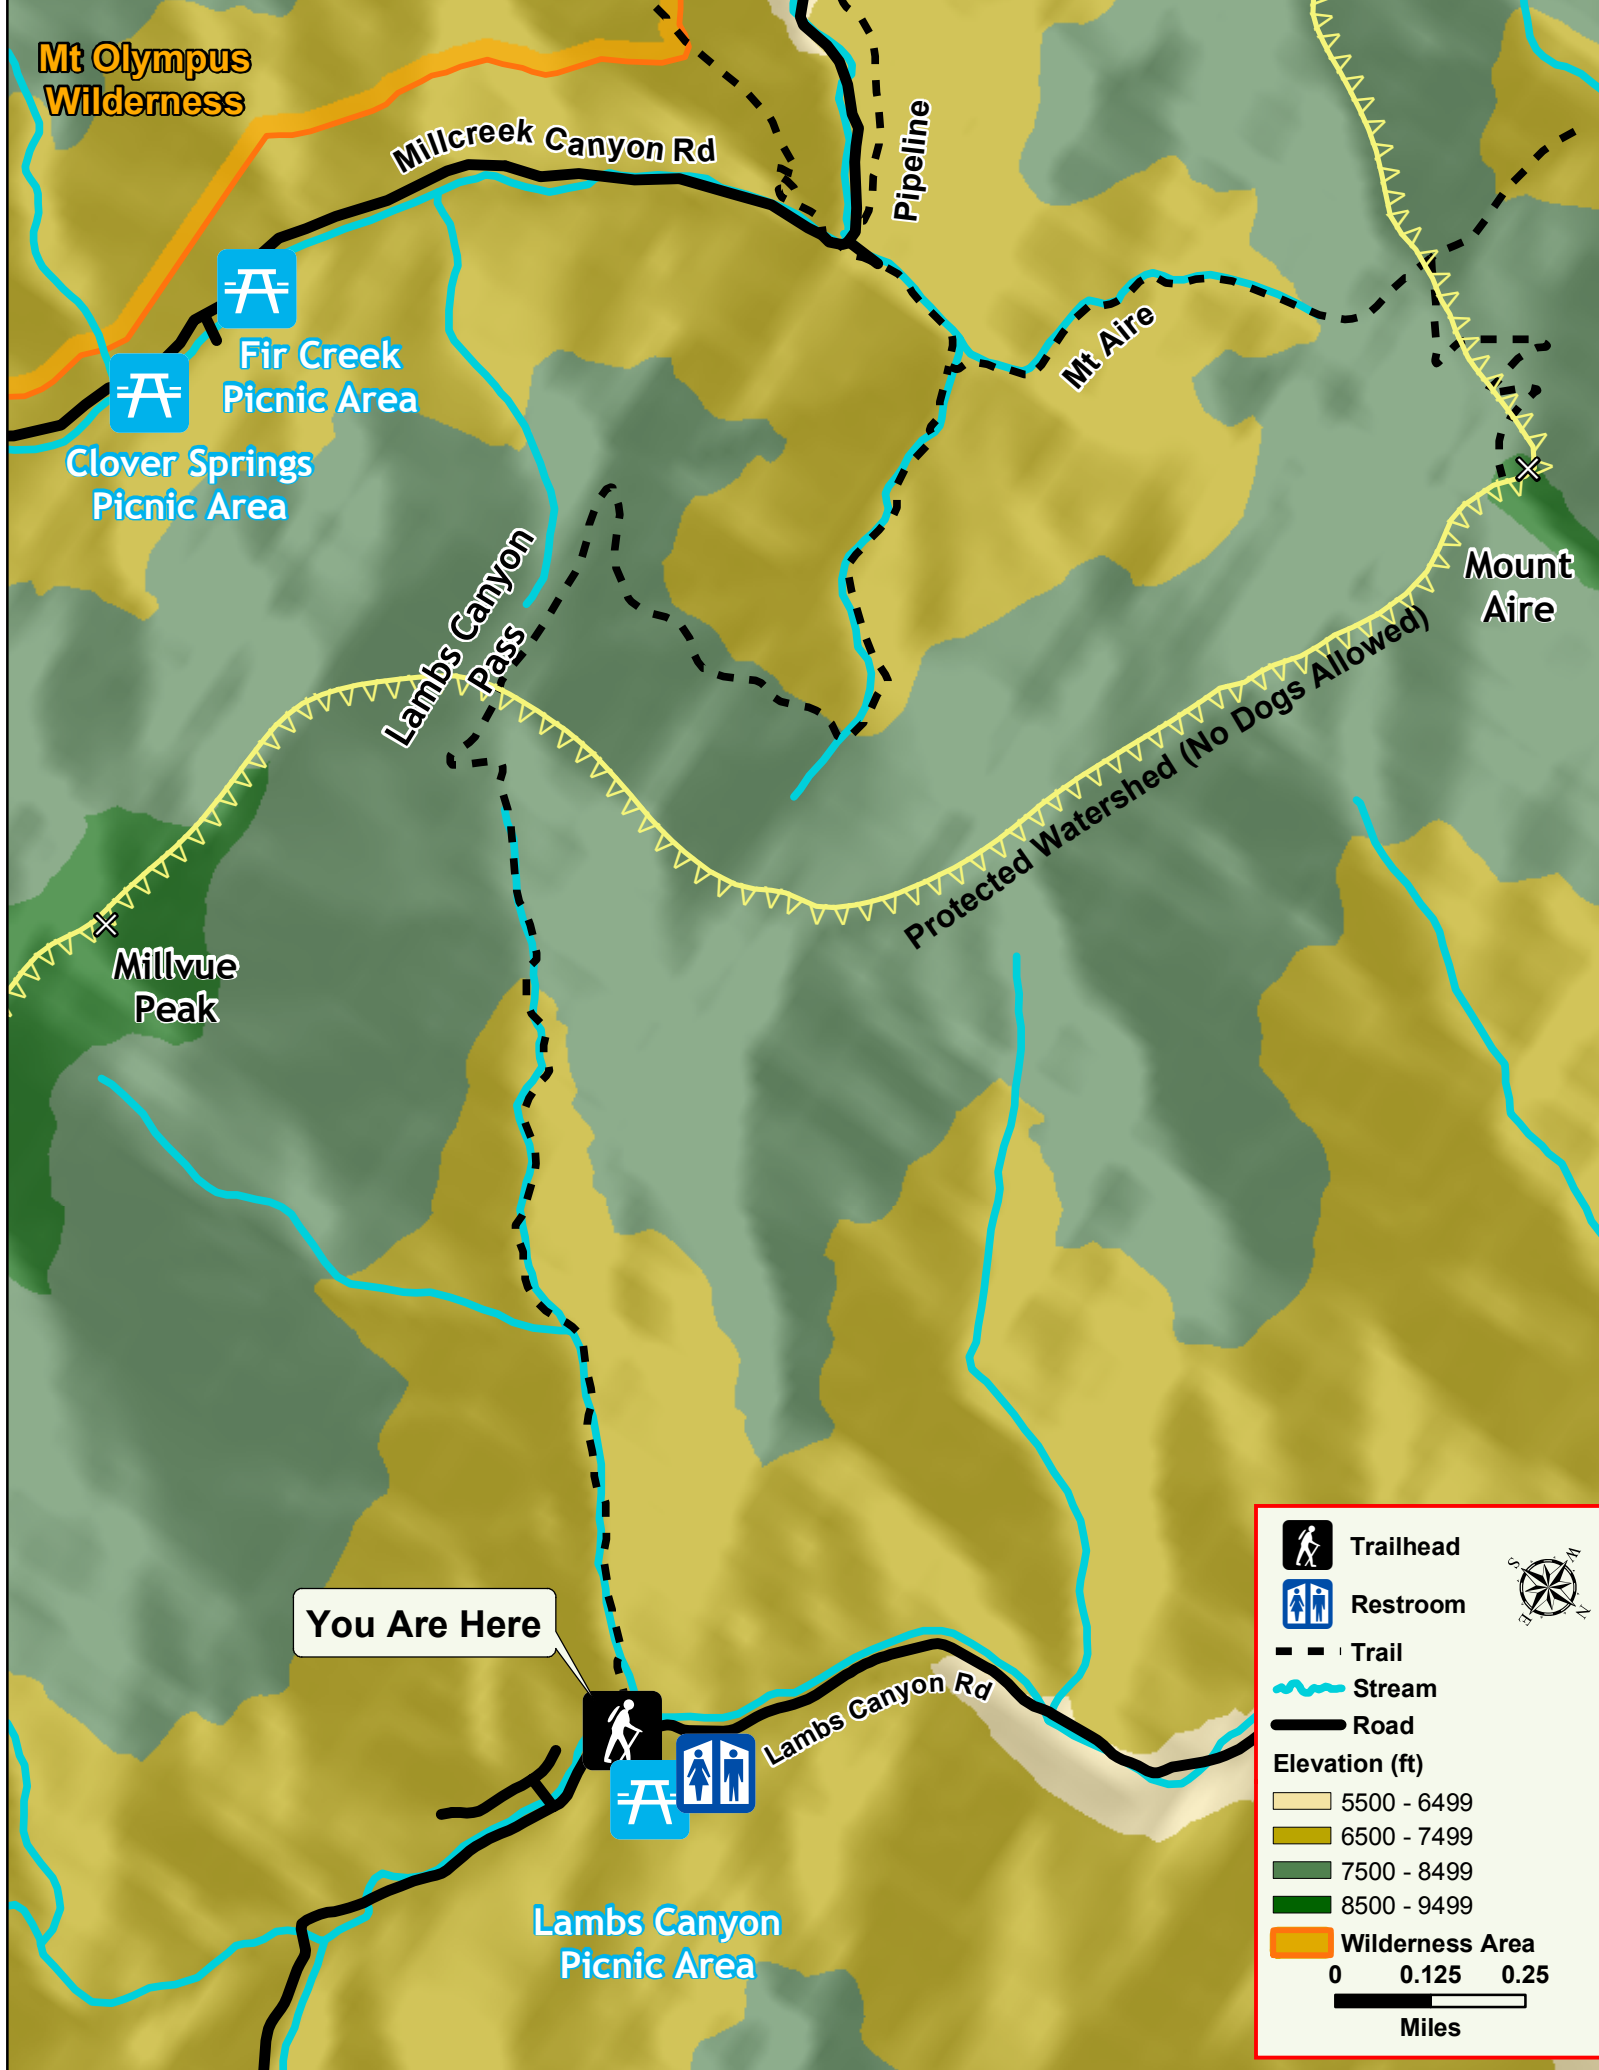 Mt Olympus
Wilderness
Millcreek Canyon Rd
Pipeline
Fir Creek
Picnic Area
Mt Aire
Clover Springs
Picnic Area
Lambs Canyon
Pass
Mount
Aire
Protected Watershed (No Dogs Allowed)
Millvue
Peak
You Are Here
Lambs Canyon Rd
Lambs Canyon
Picnic Area
Trailhead
S W
E N
Restroom
Trail
Stream
Road
Elevation (ft)
5500 - 6499
6500 - 7499
7500 - 8499
8500 - 9499
Wilderness Area
0 0.125 0.25
Miles